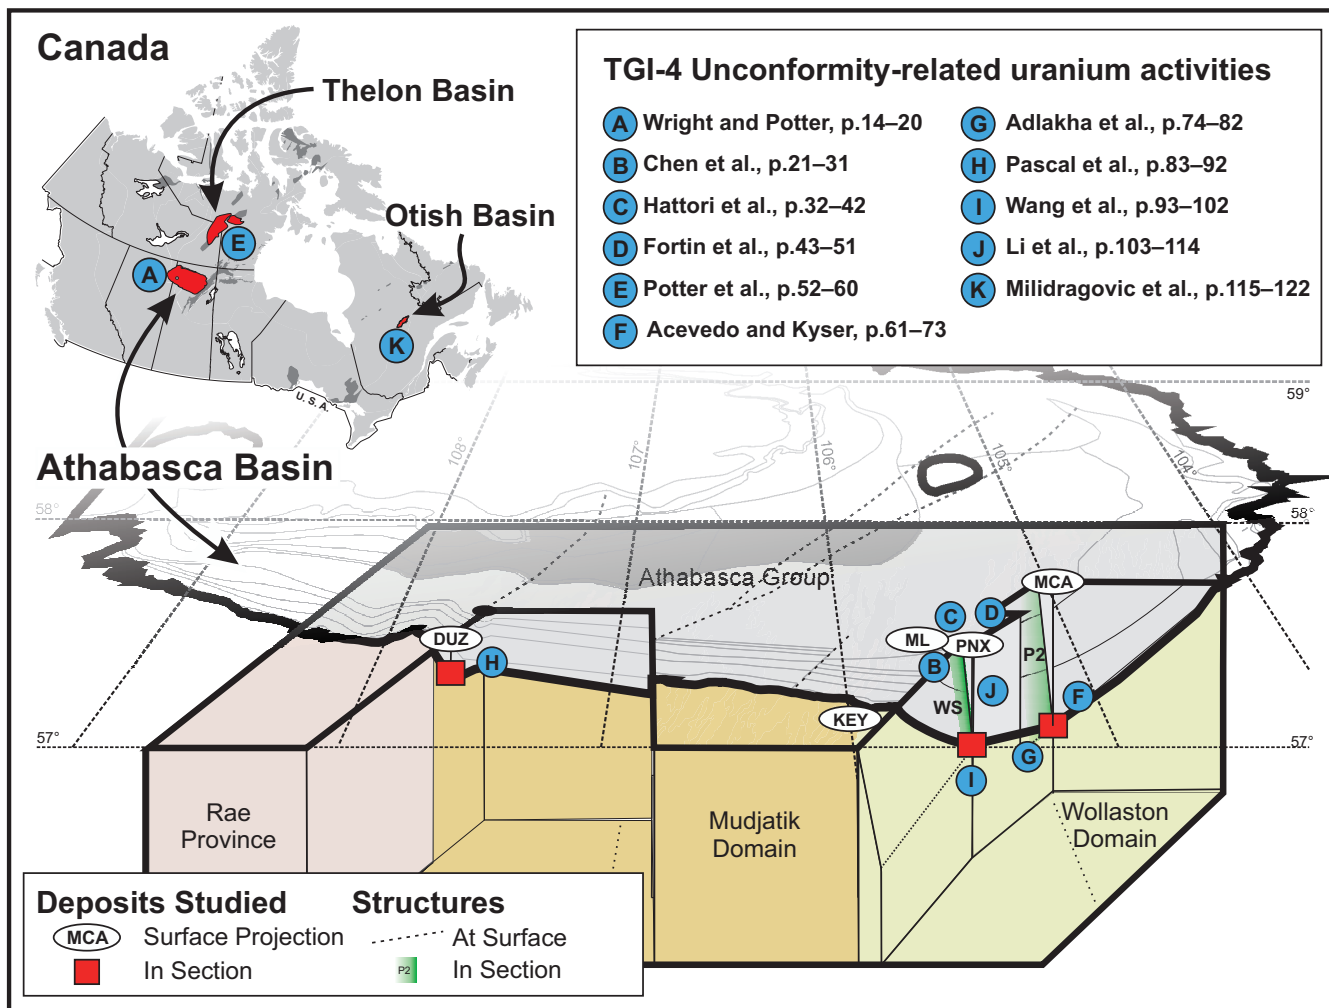 Canada
Thelon Basin
Otish Basin
A
E
K
U.S.A.
TGI-4 Unconformity-related uranium activities
A Wright and Potter, p.14–20
B Chen et al., p.21–31
C Hattori et al., p.32–42
D Fortin et al., p.43–51
E Potter et al., p.52–60
F Acevedo and Kyser, p.61–73
G Adlakha et al., p.74–82
H Pascal et al., p.83–92
I Wang et al., p.93–102
J Li et al., p.103–114
K Milidragovic et al., p.115–122
59°
Athabasca Basin
108°
107°
106°
105°
104°
58°
58°
Athabasca Group
MCA
C
D
DUZ
ML
PNX
P2
H
B
J
WS
F
KEY
57°
57°
G
I
Rae
Province
Mudjatik
Domain
Wollaston
Domain
Deposits Studied
MCA Surface Projection
In Section
Structures
At Surface
P2 In Section